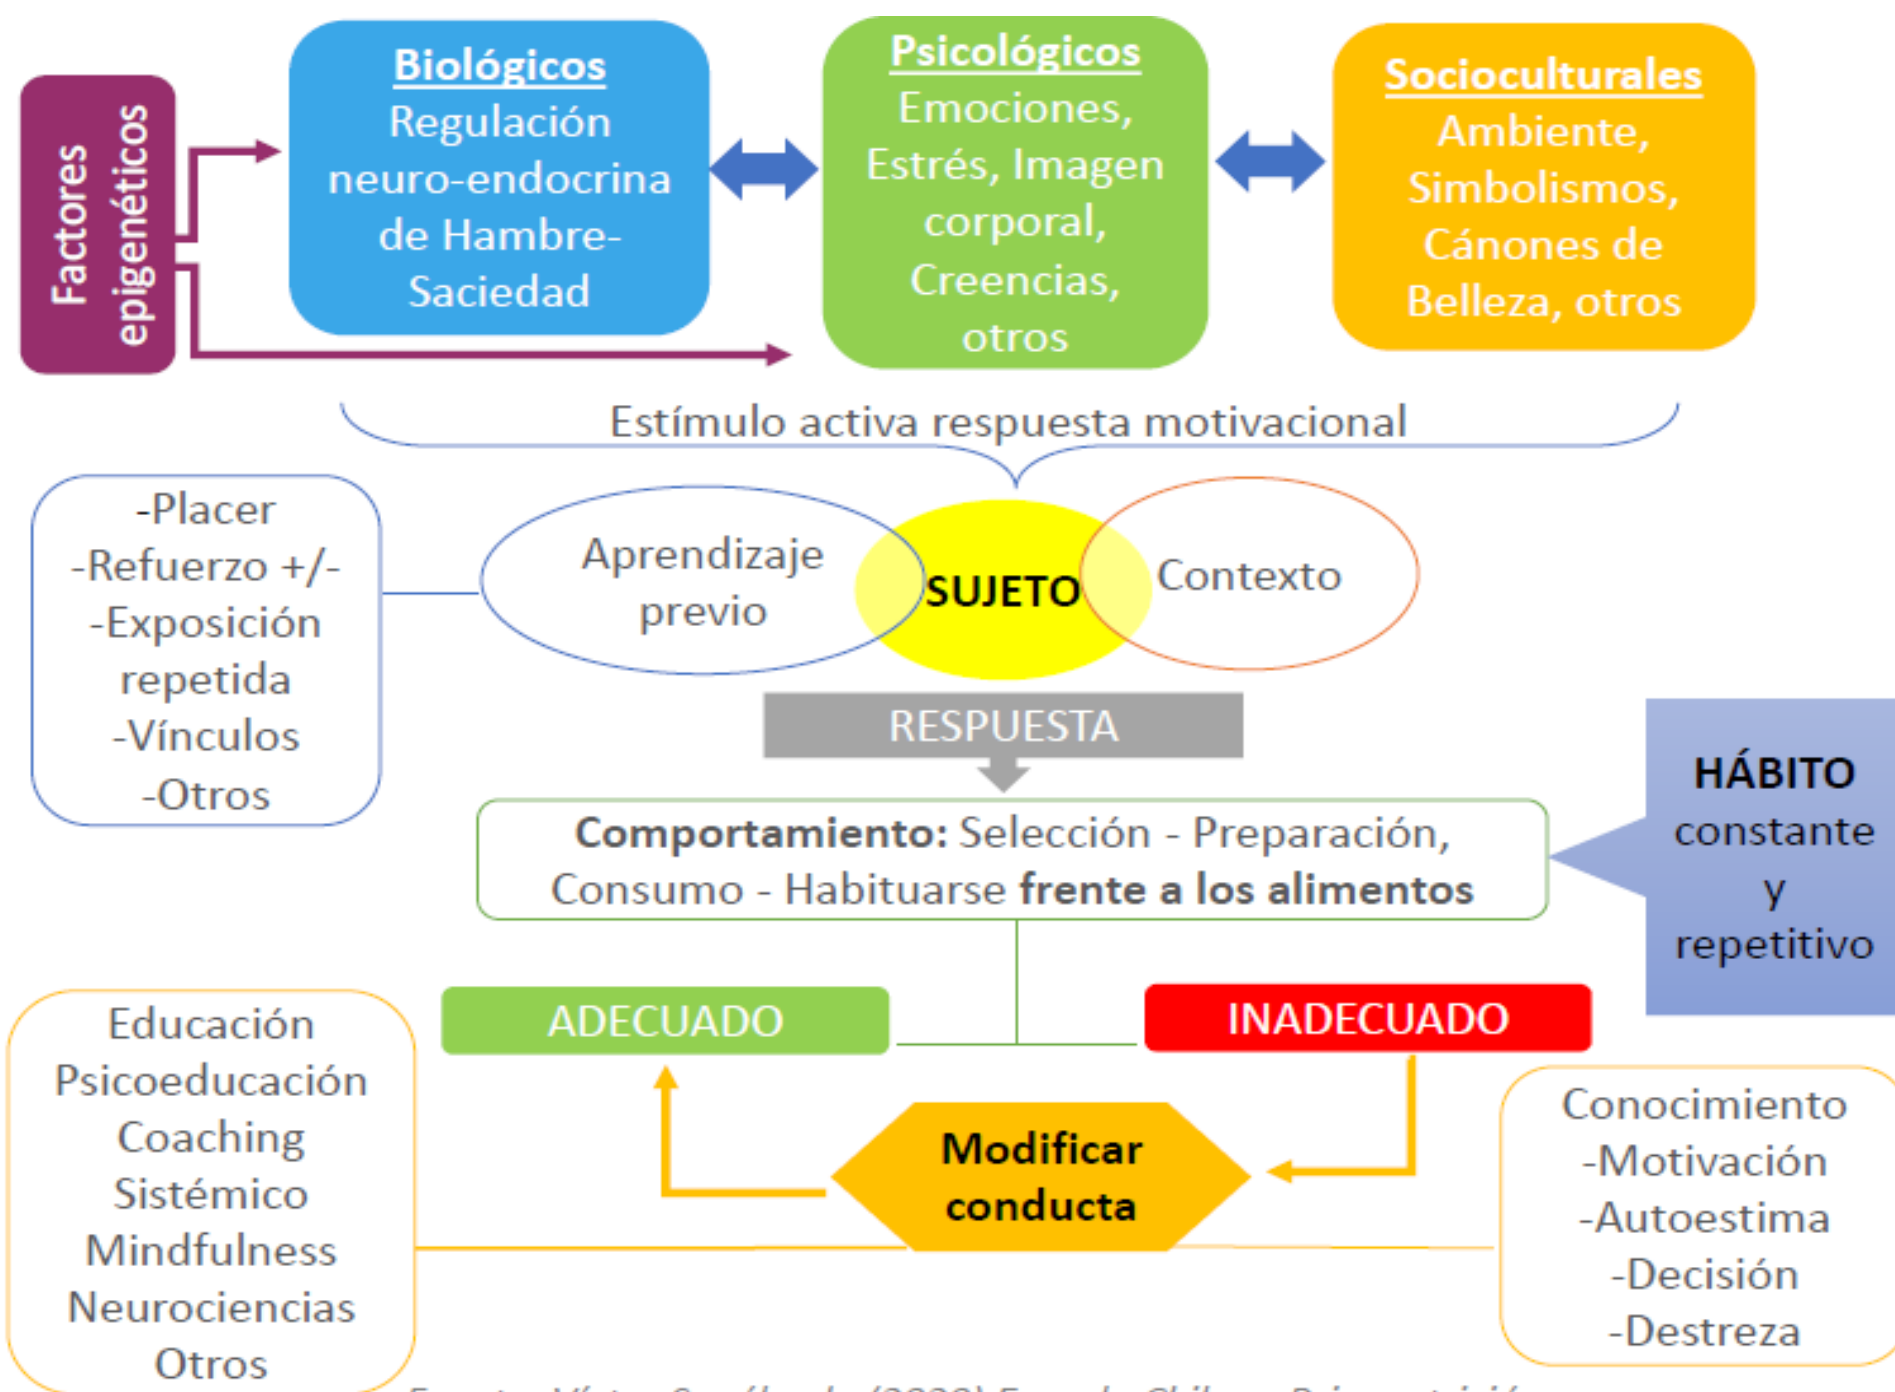 Factores
epigenéticos
Biológicos
Regulación
neuro-endocrina
de Hambre-
Saciedad
Psicológicos
Emociones,
Estrés, Imagen
corporal,
Creencias,
otros
Socioculturales
Ambiente,
Simbolismos,
Cánones de
Belleza, otros
Estímulo activa respuesta motivacional
-Placer
-Refuerzo +/-
-Exposición
repetida
-Vínculos
-Otros
Aprendizaje
previo
SUJETO
Contexto
RESPUESTA
Comportamiento: Selección - Preparación,
Consumo - Habituarse frente a los alimentos
HÁBITO
constante
y
repetitivo
ADECUADO
INADECUADO
Modificar
conducta
Educación
Psicoeducación
Coaching
Sistémico
Mindfulness
Neurociencias
Otros
Conocimiento
-Motivación
-Autoestima
-Decisión
-Destreza